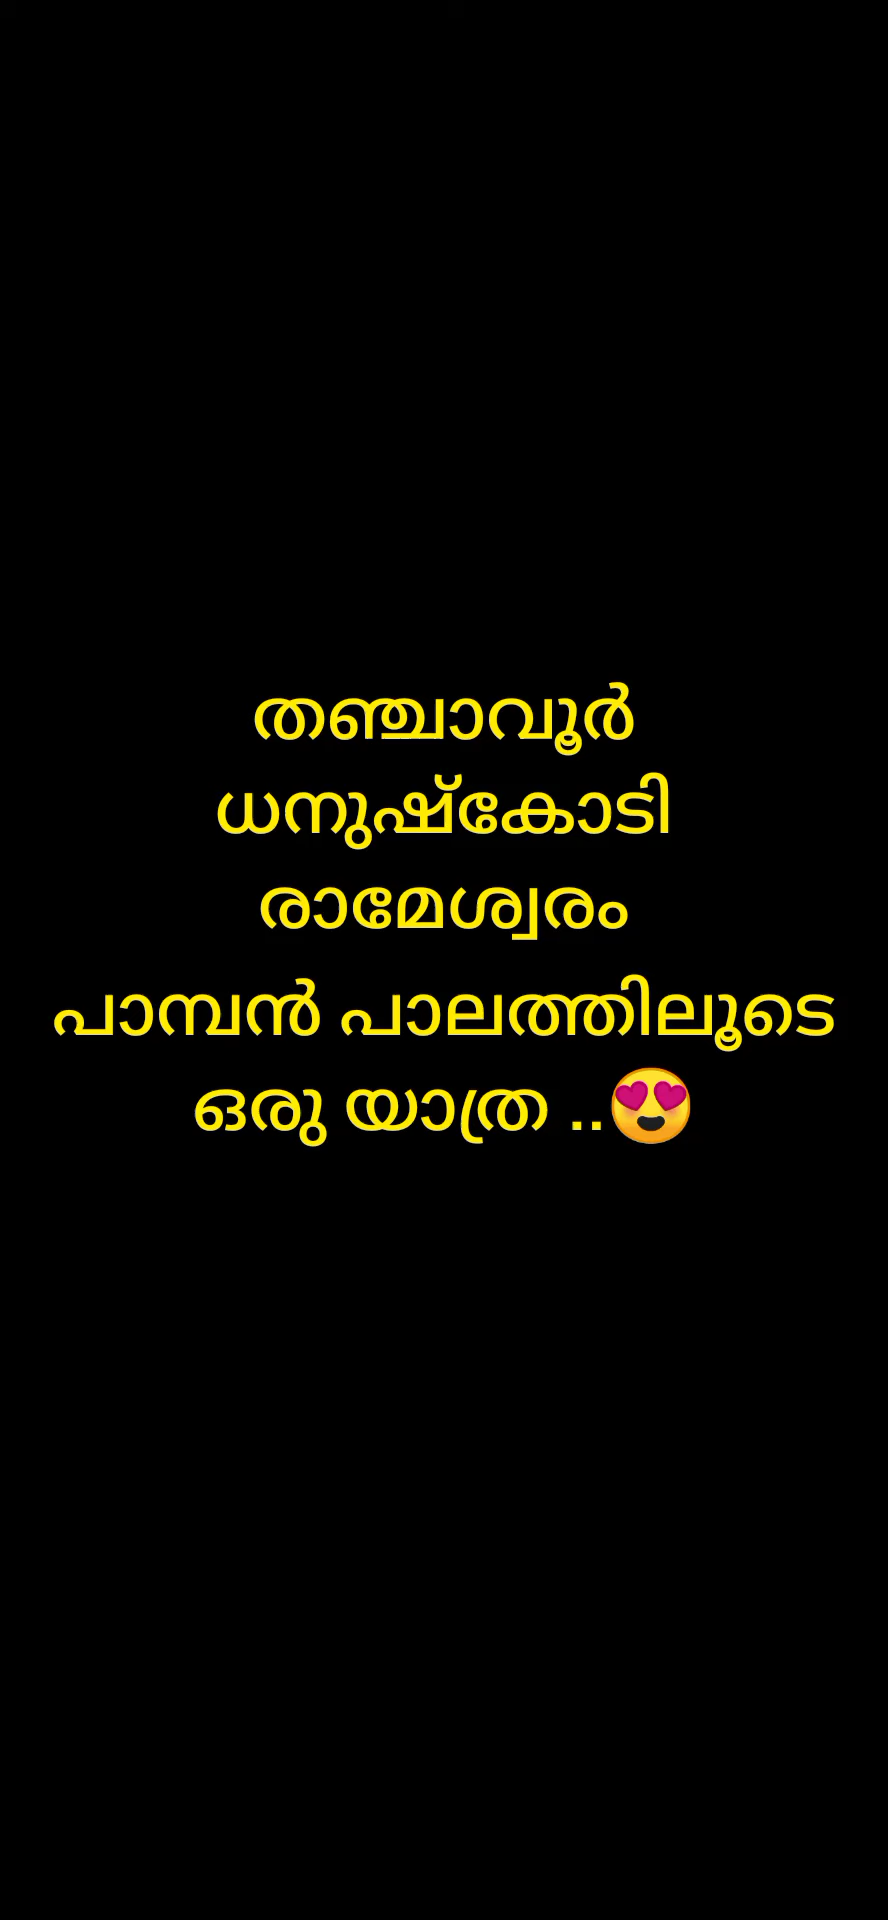 തഞ്ചാവൂർ
ധനുഷ്കോടി
രാമേശ്വരം
പാമ്പൻ പാലത്തിലൂടെ
ഒരു യാത്ര ..😍